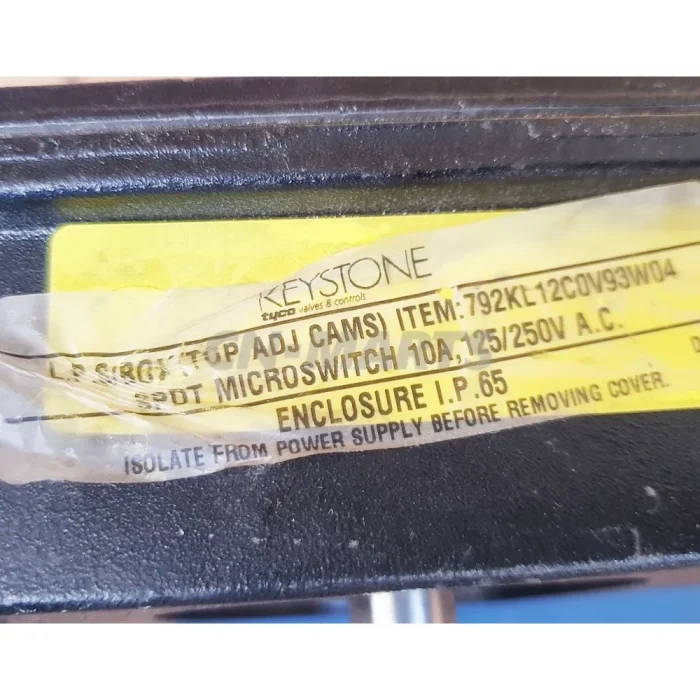 KEYSTONE
tyco valves & controls
L.P S/BOX (TOP ADJ CAMS) ITEM:792KL12C0V93W04
SPDT MICROSWITCH 10A,125/250V A.C.
ENCLOSURE I.P.65
ISOLATE FROM POWER SUPPLY BEFORE REMOVING COVER.